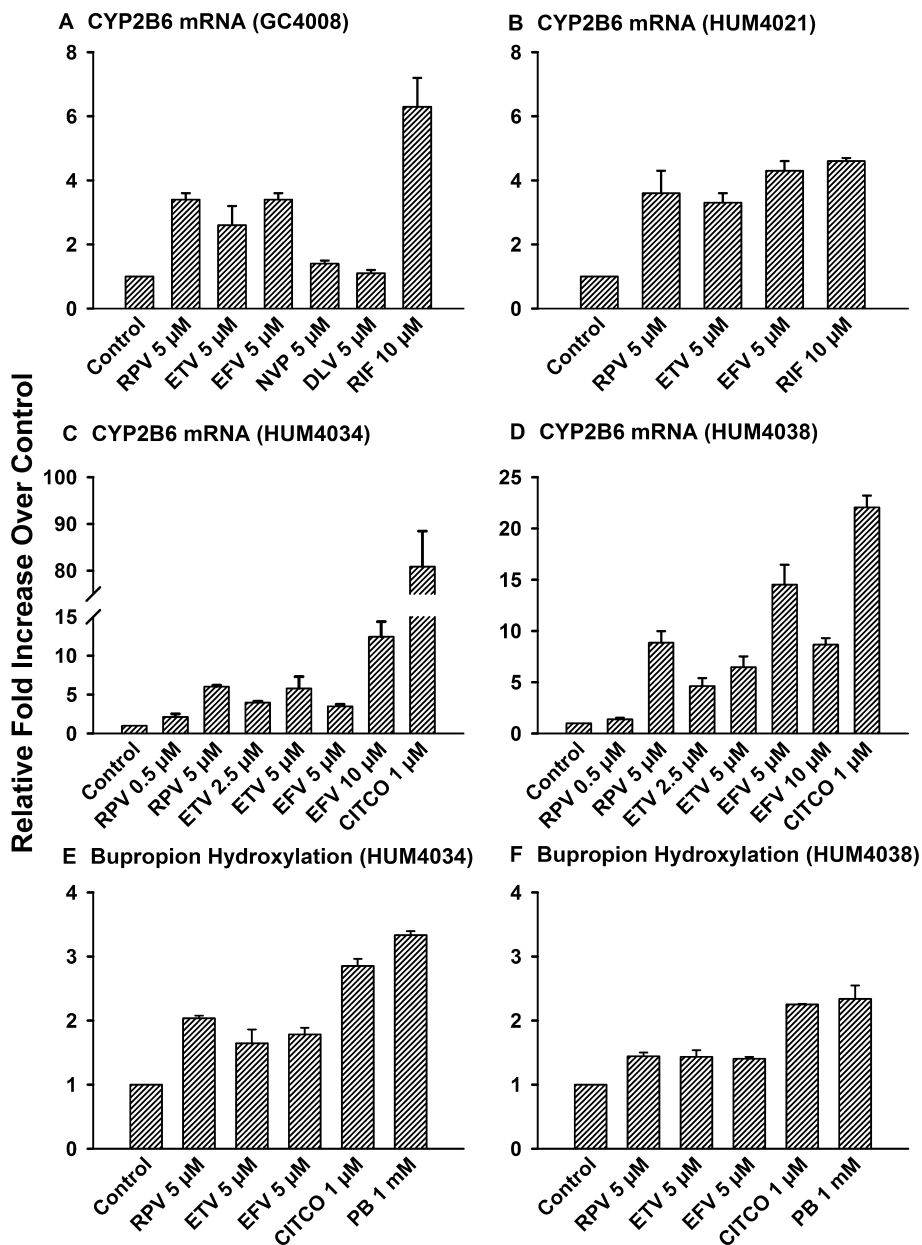 Relative Fold Increase Over Control
A CYP2B6 mRNA (GC4008)
8
6
4
2
0
Control
RPV 5 µM
ETV 5 µM
EFV 5 µM
NVP 5 µM
DLV 5 µM
RIF 10 µM
B CYP2B6 mRNA (HUM4021)
8
6
4
2
0
Control
RPV 5 µM
ETV 5 µM
EFV 5 µM
RIF 10 µM
C CYP2B6 mRNA (HUM4034)
100
90
80
15
10
5
0
Control
RPV 0.5 µM
RPV 5 µM
ETV 2.5 µM
ETV 5 µM
EFV 5 µM
EFV 10 µM
CITCO 1 µM
D CYP2B6 mRNA (HUM4038)
25
20
15
10
5
0
Control
RPV 0.5 µM
RPV 5 µM
ETV 2.5 µM
ETV 5 µM
EFV 5 µM
EFV 10 µM
CITCO 1 µM
E Bupropion Hydroxylation (HUM4034)
4
3
2
1
0
Control
RPV 5 µM
ETV 5 µM
EFV 5 µM
CITCO 1 µM
PB 1 mM
F Bupropion Hydroxylation (HUM4038)
4
3
2
1
0
Control
RPV 5 µM
ETV 5 µM
EFV 5 µM
CITCO 1 µM
PB 1 mM